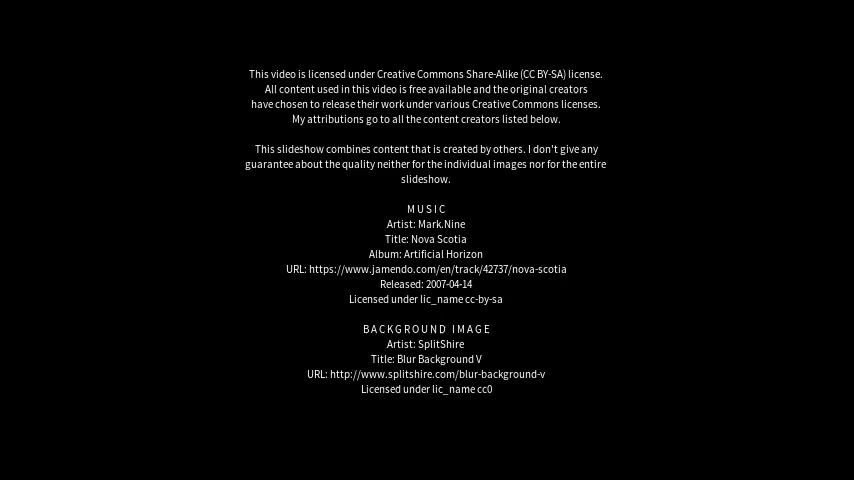 This video is licensed under Creative Commons Share-Alike (CC BY-SA) license.
All content used in this video is free available and the original creators
have chosen to release their work under various Creative Commons licenses.
My attributions go to all the content creators listed below.
This slideshow combines content that is created by others. I don't give any
guarantee about the quality neither for the individual images nor for the entire
slideshow.
MUSIC
Artist: Mark.Nine
Title: Nova Scotia
Album: Artificial Horizon
URL: https://www.jamendo.com/en/track/42737/nova-scotia
Released: 2007-04-14
Licensed under lic_name cc-by-sa
BACKGROUND IMAGE
Artist: SplitShire
Title: Blur Background V
URL: http://www.splitshire.com/blur-background-v
Licensed under lic_name cc0